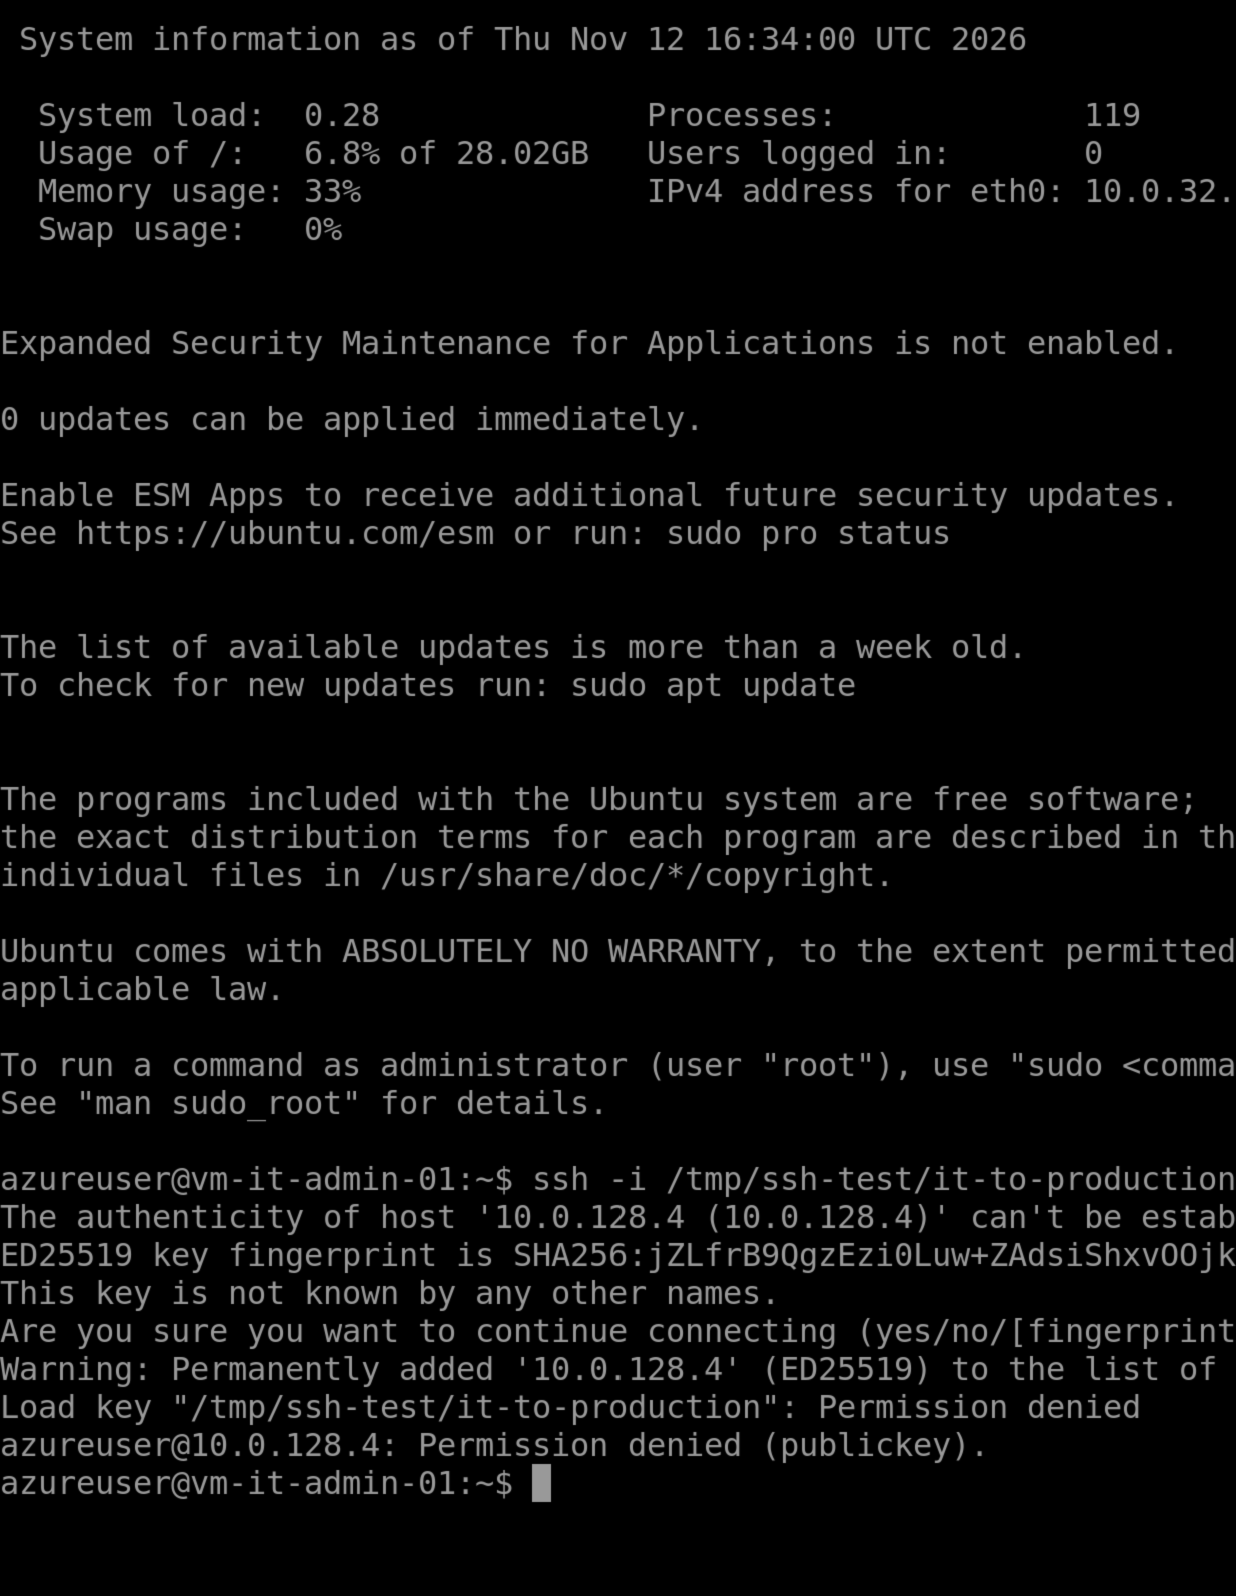 System information as of Thu Nov 12 16:34:00 UTC 2026
System load: 0.28 Processes: 119
Usage of /: 6.8% of 28.02GB Users logged in: 0
Memory usage: 33% IPv4 address for eth0: 10.0.32.
Swap usage: 0%
Expanded Security Maintenance for Applications is not enabled.
0 updates can be applied immediately.
Enable ESM Apps to receive additional future security updates.
See https://ubuntu.com/esm or run: sudo pro status
The list of available updates is more than a week old.
To check for new updates run: sudo apt update
The programs included with the Ubuntu system are free software;
the exact distribution terms for each program are described in th
individual files in /usr/share/doc/*/copyright.
Ubuntu comes with ABSOLUTELY NO WARRANTY, to the extent permitted
applicable law.
To run a command as administrator (user "root"), use "sudo <comma
See "man sudo_root" for details.
azureuser@vm-it-admin-01:~$ ssh -i /tmp/ssh-test/it-to-production
The authenticity of host '10.0.128.4 (10.0.128.4)' can't be estab
ED25519 key fingerprint is SHA256:jZLfrB9QgzEzi0Luw+ZAdsiShxvOOjk
This key is not known by any other names.
Are you sure you want to continue connecting (yes/no/[fingerprint
Warning: Permanently added '10.0.128.4' (ED25519) to the list of
Load key "/tmp/ssh-test/it-to-production": Permission denied
azureuser@10.0.128.4: Permission denied (publickey).
azureuser@vm-it-admin-01:~$